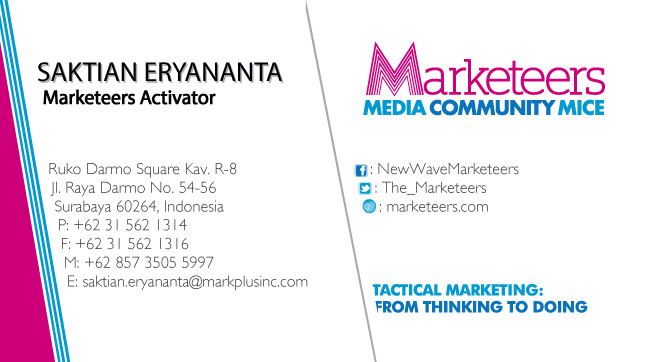 SAKTIAN ERYANANTA
Marketeers Activator
Ruko Darmo Square Kav. R-8
Jl. Raya Darmo No. 54-56
Surabaya 60264, Indonesia
P: +62 31 562 1314
F: +62 31 562 1316
M: +62 857 3505 5997
E: saktian.eryananta@markplusinc.com
Marketeers
MEDIA COMMUNITY MICE
f : NewWaveMarketeers
: The_Marketeers
: marketeers.com
TACTICAL MARKETING:
FROM THINKING TO DOING